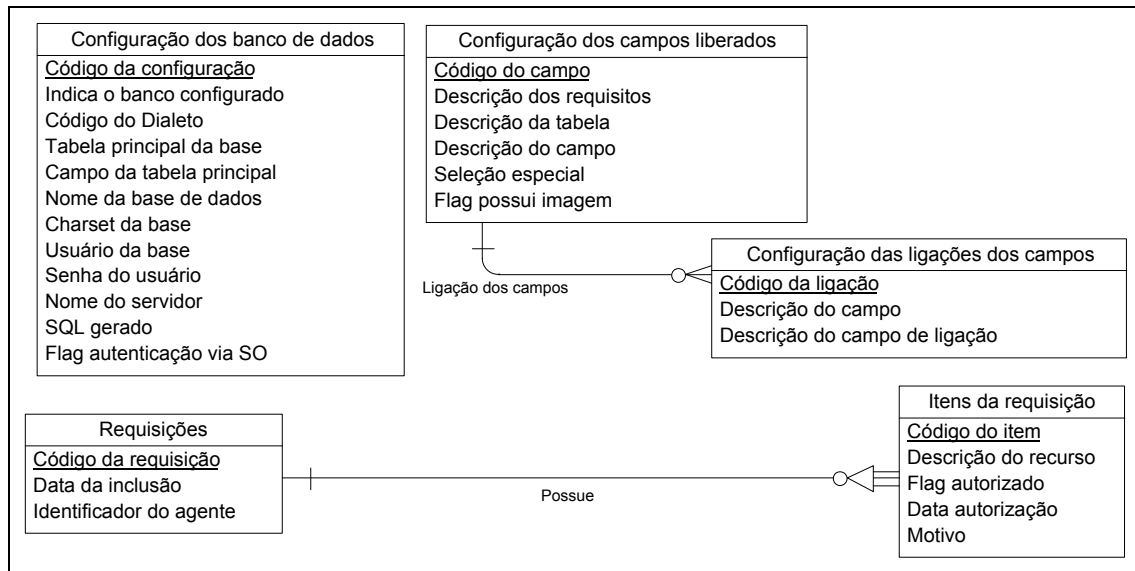 Configuração dos banco de dados
Código da configuração
Indica o banco configurado
Código do Dialeto
Tabela principal da base
Campo da tabela principal
Nome da base de dados
Charset da base
Usuário da base
Senha do usuário
Nome do servidor
SQL gerado
Flag autenticação via SO
Configuração dos campos liberados
Código do campo
Descrição dos requisitos
Descrição da tabela
Descrição do campo
Seleção especial
Flag possui imagem
Ligação dos campos
Configuração das ligações dos campos
Código da ligação
Descrição do campo
Descrição do campo de ligação
Requisições
Código da requisição
Data da inclusão
Identificador do agente
Possue
Itens da requisição
Código do item
Descrição do recurso
Flag autorizado
Data autorização
Motivo